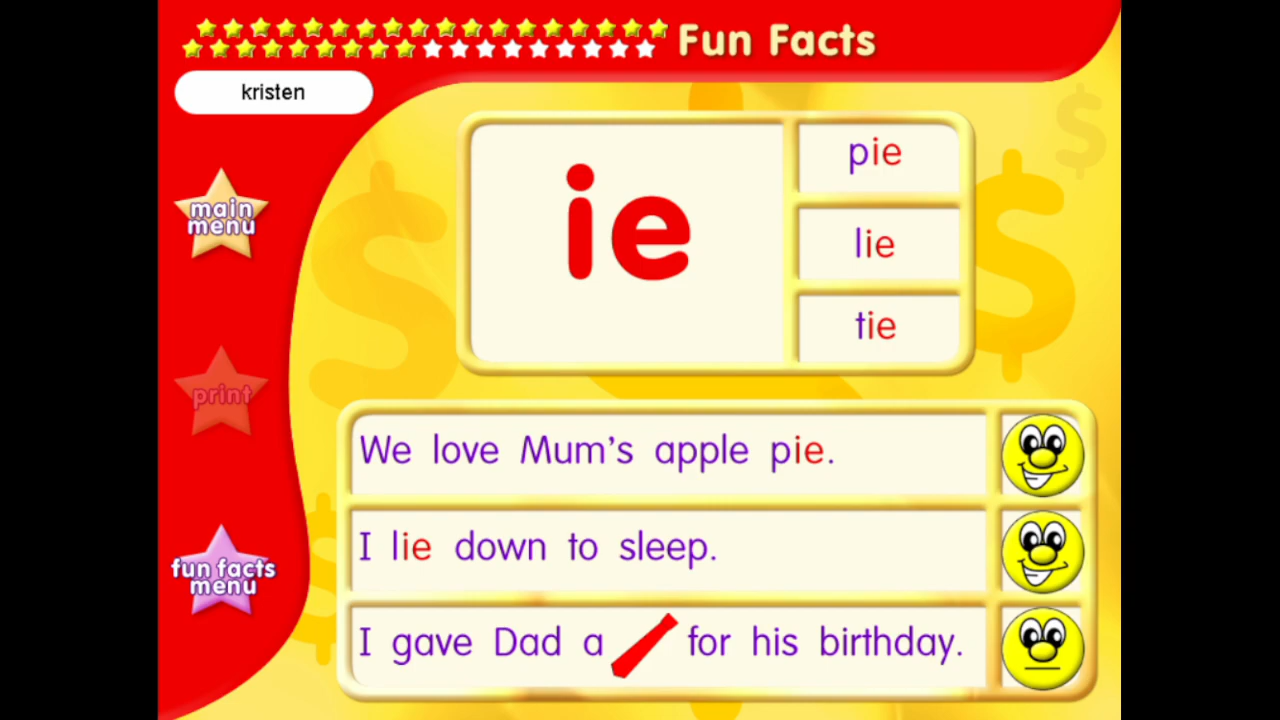 Fun Facts
kristen
main
menu
print
fun facts
menu
ie
pie
lie
tie
We love Mum's apple pie.
I lie down to sleep.
I gave Dad a for his birthday.